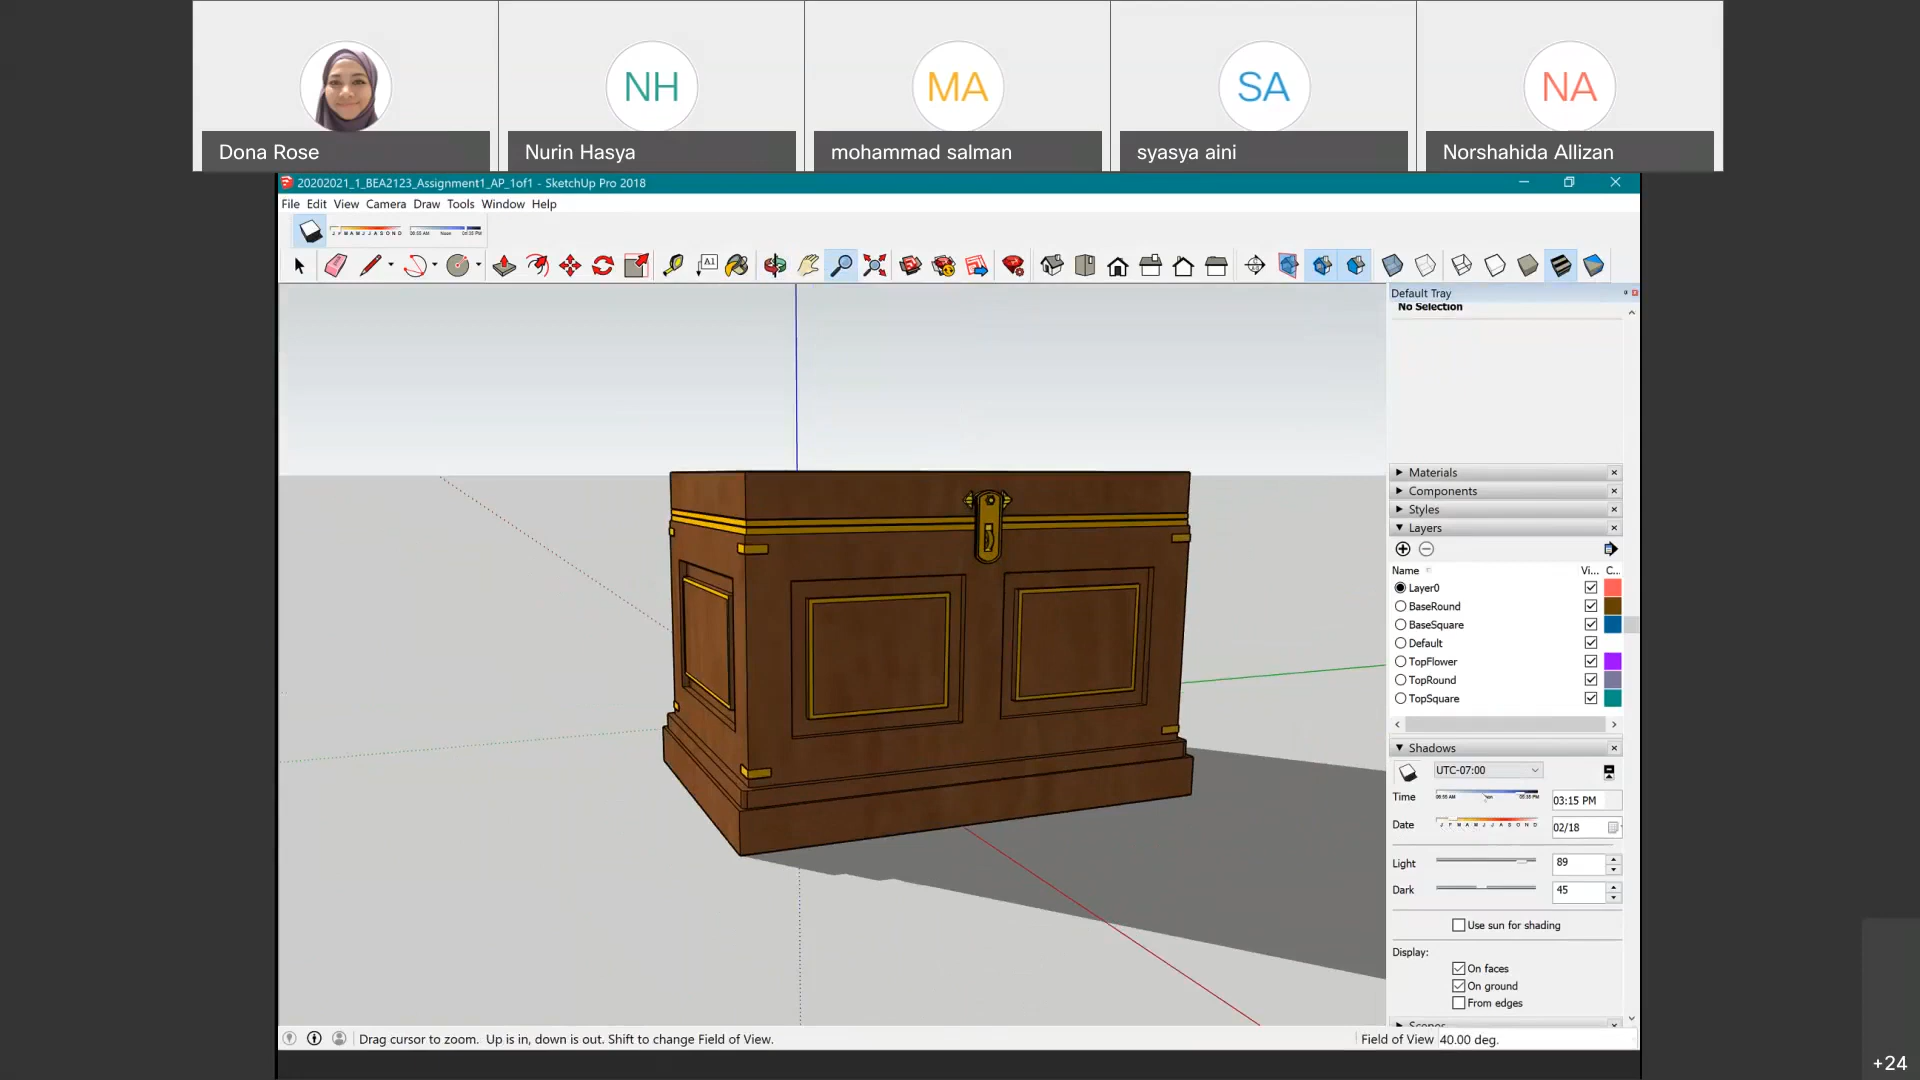 NH
MA
SA
NA
Dona Rose
Nurin Hasya
mohammad salman
syasya aini
Norshahida Allizan
20202021_1_BEA2123_Assignment1_AP_1of1 - SketchUp Pro 2018
File Edit View Camera Draw Tools Window Help
J F M A M J J A S O N D
Noon
A1
Default Tray
No Selection
Materials
Components
Styles
Layers
Name Vi... C...
Layer0
BaseRound
BaseSquare
Default
TopFlower
TopRound
TopSquare
Shadows
UTC-07:00
Time 03:15 PM
Date J F M A M J J A S O N D 02/18
Light 89
Dark 45
Use sun for shading
Display:
On faces
On ground
From edges
Scenes
Drag cursor to zoom. Up is in, down is out. Shift to change Field of View.
Field of View 40.00 deg.
+24